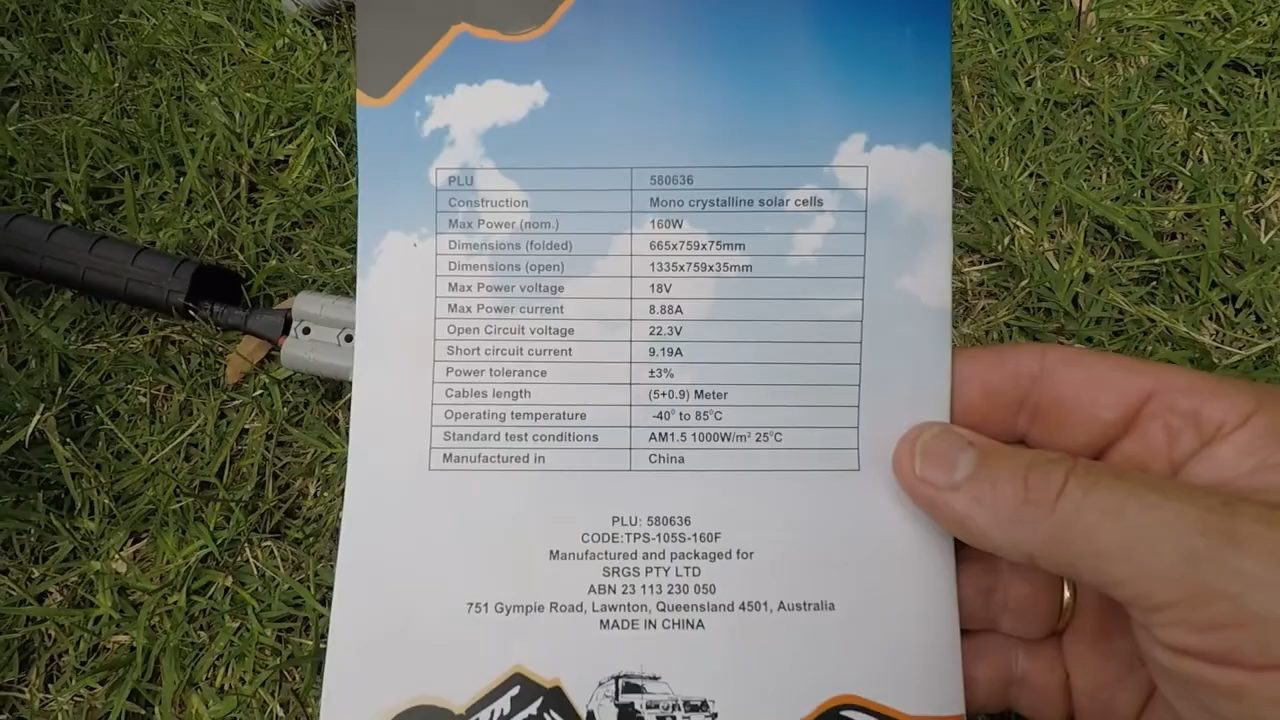 PLU 580636
Construction Mono crystalline solar cells
Max Power (nom.) 160W
Dimensions (folded) 665x759x75mm
Dimensions (open) 1335x759x35mm
Max Power voltage 18V
Max Power current 8.88A
Open Circuit voltage 22.3V
Short circuit current 9.19A
Power tolerance ±3%
Cables length (5+0.9) Meter
Operating temperature -40⁰ to 85⁰C
Standard test conditions AM1.5 1000W/m² 25⁰C
Manufactured in China
PLU: 580636
CODE:TPS-105S-160F
Manufactured and packaged for
SRGS PTY LTD
ABN 23 113 230 050
751 Gympie Road, Lawnton, Queensland 4501, Australia
MADE IN CHINA